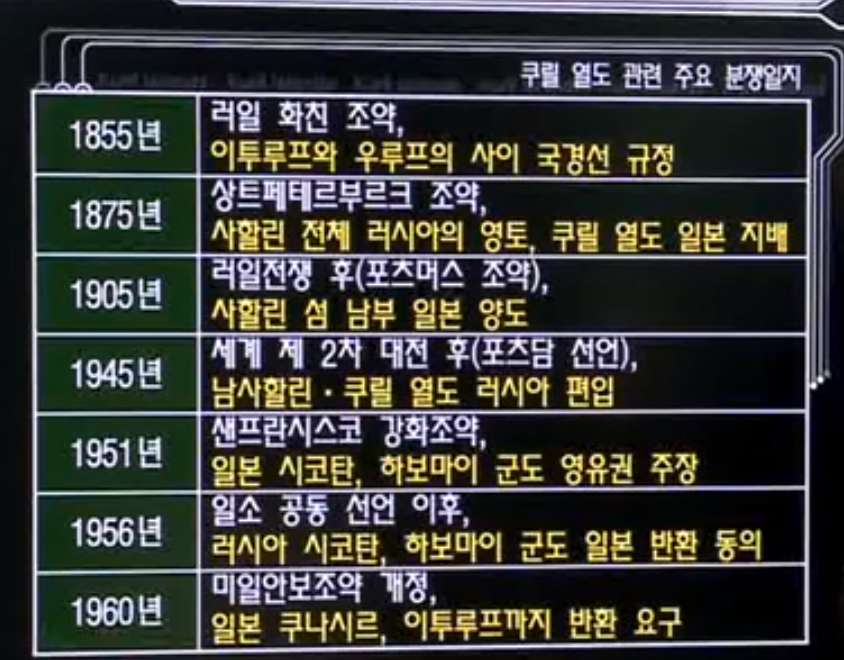 쿠릴 열도 관련 주요 분쟁일지
1855년
러일 화친 조약,
이투루프와 우루프의 사이 국경선 규정
1875년
상트페테르부르크 조약,
사할린 전체 러시아의 영토, 쿠릴 열도 일본 지배
1905년
러일전쟁 후(포츠머스 조약),
사할린 섬 남부 일본 양도
1945년
세계 제 2차 대전 후(포츠담 선언),
남사할린·쿠릴 열도 러시아 편입
1951년
샌프란시스코 강화조약,
일본 시코탄, 하보마이 군도 영유권 주장
1956년
일소 공동 선언 이후,
러시아 시코탄, 하보마이 군도 일본 반환 동의
1960년
미일안보조약 개정,
일본 쿠나시르, 이투루프까지 반환 요구